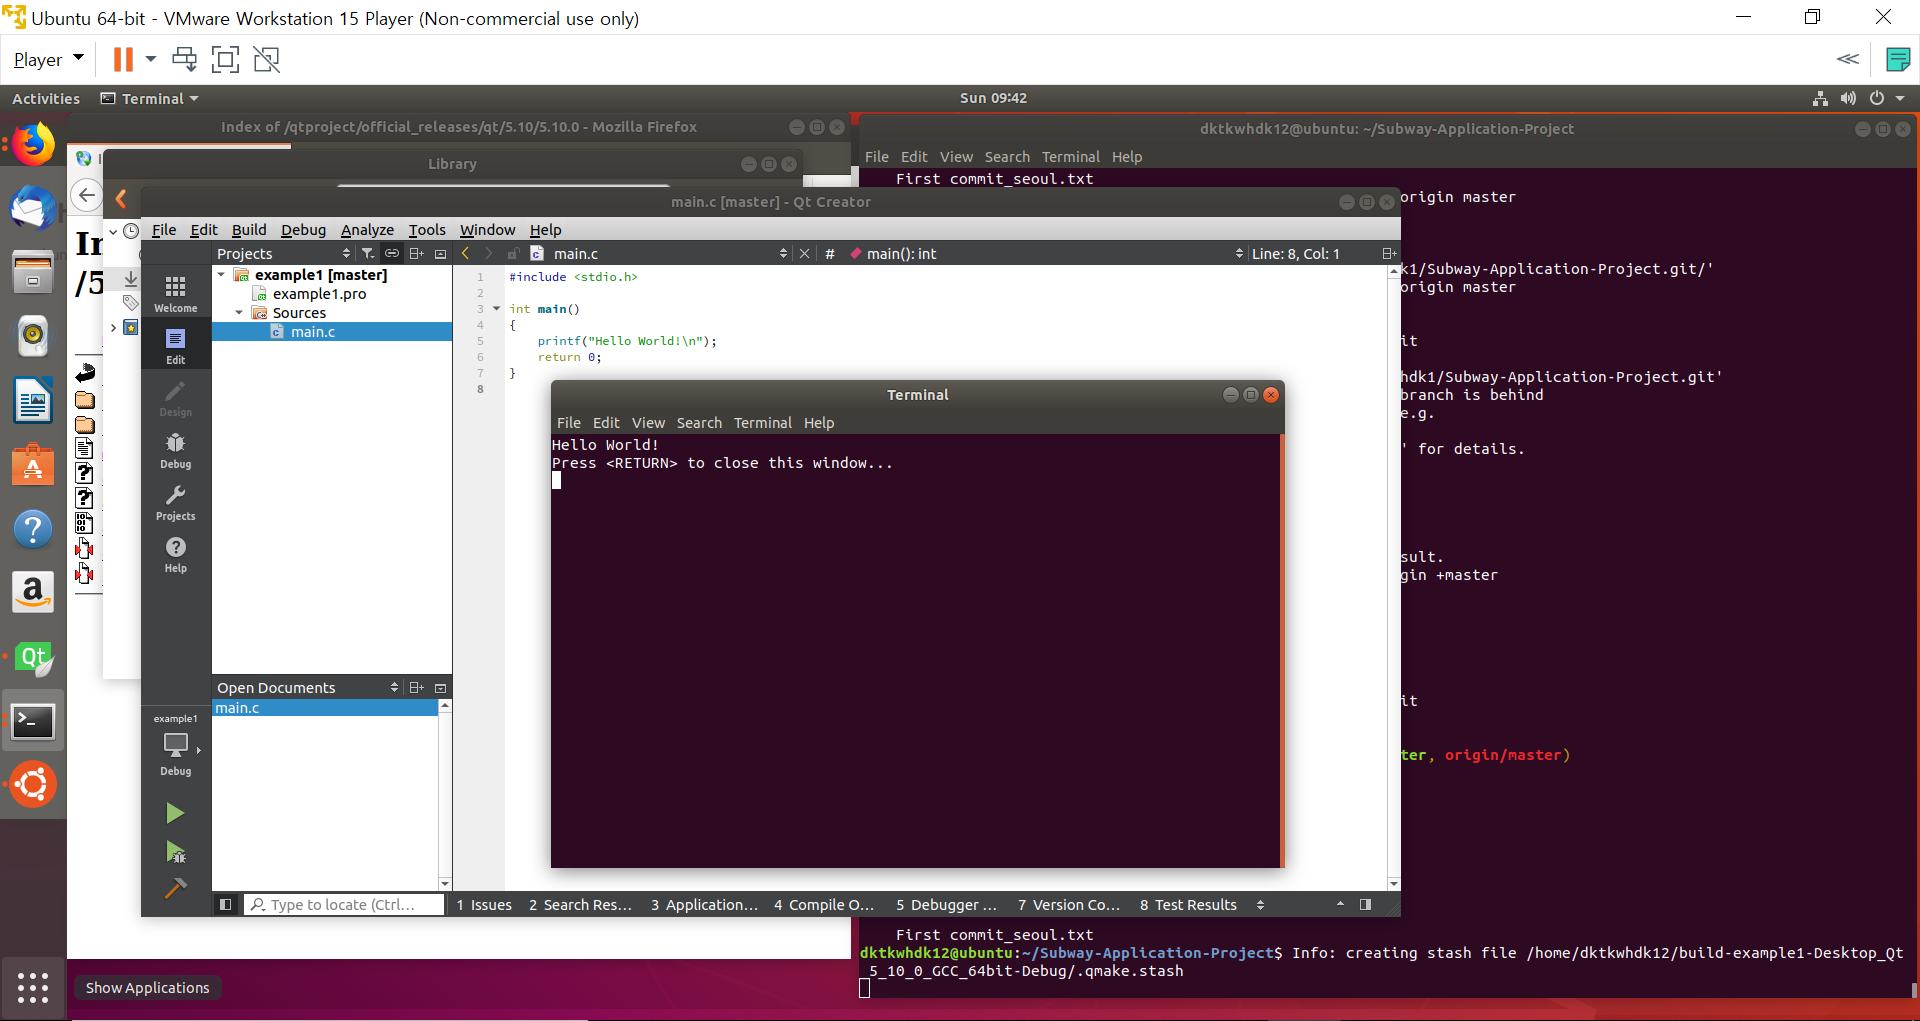 Ubuntu 64-bit - VMware Workstation 15 Player (Non-commercial use only)
Player
Activities
Terminal
Sun 09:42
Index of /qtproject/official_releases/qt/5.10/5.10.0 - Mozilla Firefox
dktkwhdk12@ubuntu: ~/Subway-Application-Project
File Edit View Search Terminal Help
Library
First commit_seoul.txt
origin master
main.c [master] - Qt Creator
File Edit Build Debug Analyze Tools Window Help
Projects
main.c
#
main(): int
Line: 8, Col: 1
/5
Welcome
Edit
Design
Debug
Projects
Help
example1 [master]
example1.pro
Sources
main.c
1 #include <stdio.h>
2
3 int main()
4 {
5 printf("Hello World!\n");
6 return 0;
7 }
8
k1/Subway-Application-Project.git/'
origin master
it
hdk1/Subway-Application-Project.git'
branch is behind
e.g.
' for details.
sult.
gin +master
it
ter, origin/master)
Terminal
File Edit View Search Terminal Help
Hello World!
Press <RETURN> to close this window...
Open Documents
main.c
example1
Debug
Type to locate (Ctrl...
1 Issues
2 Search Res...
3 Application...
4 Compile O...
5 Debugger ...
7 Version Co...
8 Test Results
First commit_seoul.txt
dktkwhdk12@ubuntu:~/Subway-Application-Project$ Info: creating stash file /home/dktkwhdk12/build-example1-Desktop_Qt
_5_10_0_GCC_64bit-Debug/.qmake.stash
Qt
a
Show Applications